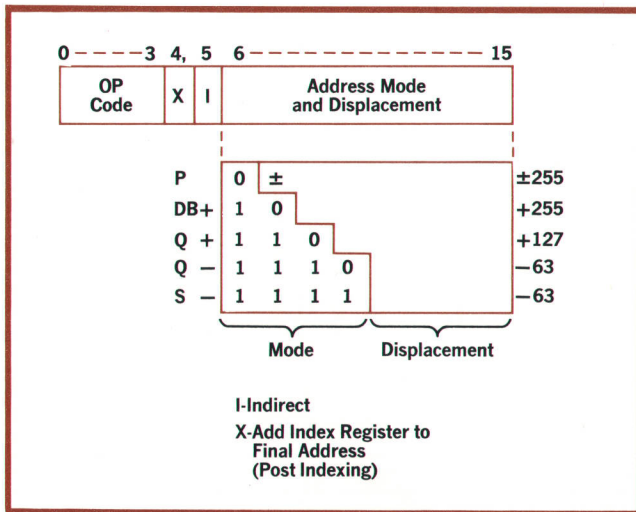 0 - - - - - 3 4, 5 6 - - - - - - - - - - - - - - - 15
OP Code X I Address Mode and Displacement
P 0 ± ±255
DB + 1 0 +255
Q + 1 1 0 +127
Q − 1 1 1 0 −63
S − 1 1 1 1 −63
Mode Displacement
I-Indirect
X-Add Index Register to
Final Address
(Post Indexing)